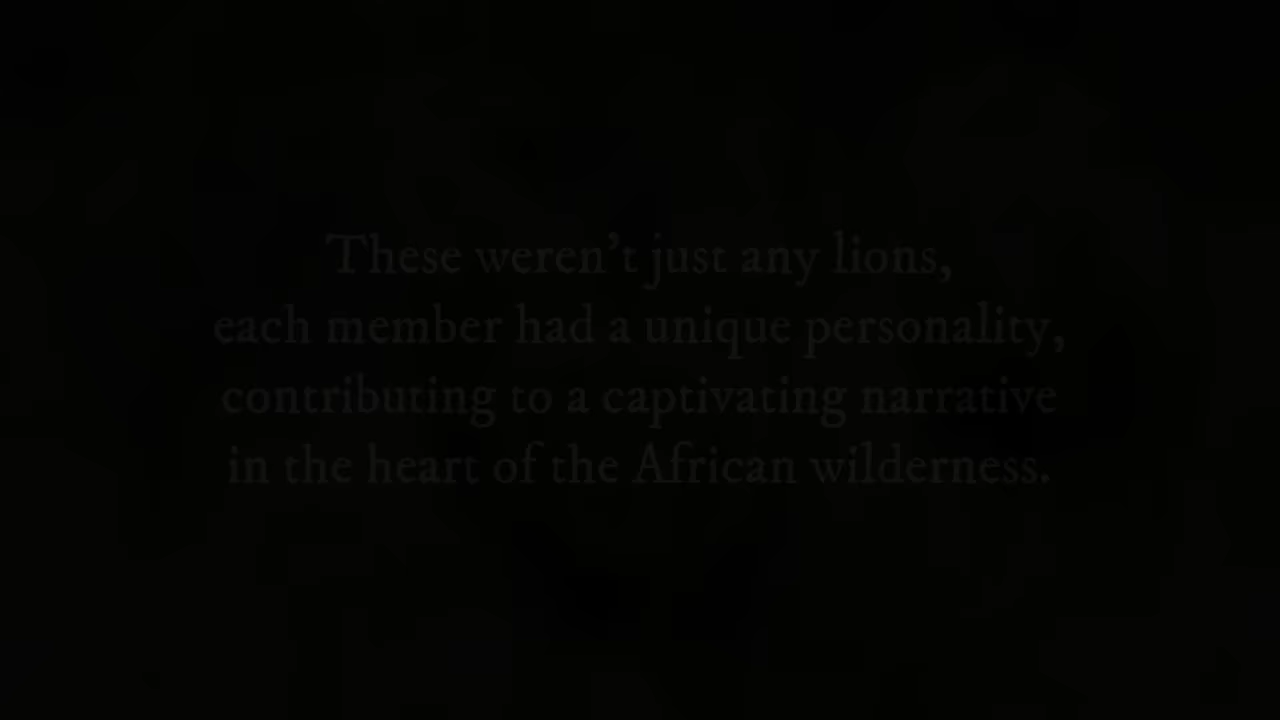 These weren’t just any lions,
each member had a unique personality,
contributing to a captivating narrative
in the heart of the African wilderness.